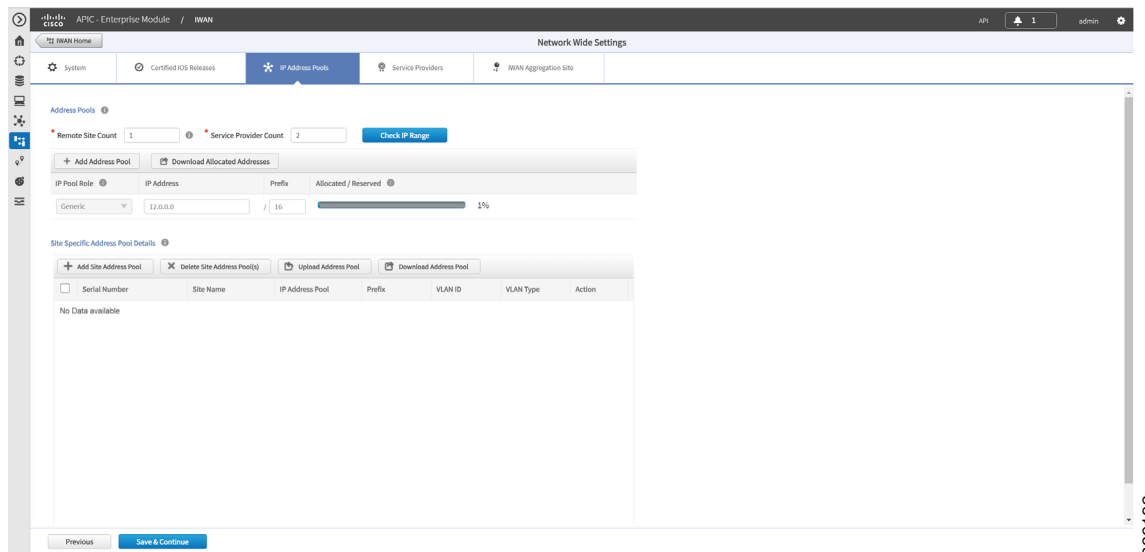 CISCO APIC - Enterprise Module / IWAN API 1 admin
IWAN Home Network Wide Settings
System Certified IOS Releases IP Address Pools Service Providers IWAN Aggregation Site
Address Pools
* Remote Site Count 1 * Service Provider Count 2 Check IP Range
+ Add Address Pool Download Allocated Addresses
IP Pool Role IP Address Prefix Allocated / Reserved
Generic 12.0.0.0 / 16 1%
Site Specific Address Pool Details
+ Add Site Address Pool X Delete Site Address Pool(s) Upload Address Pool Download Address Pool
Serial Number Site Name IP Address Pool Prefix VLAN ID VLAN Type Action
No Data available
Previous Save & Continue